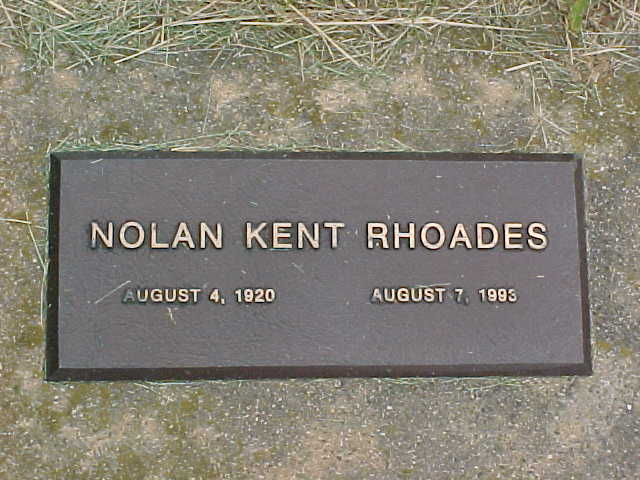 NOLAN KENT RHOADES
AUGUST 4, 1920 AUGUST 7, 1993